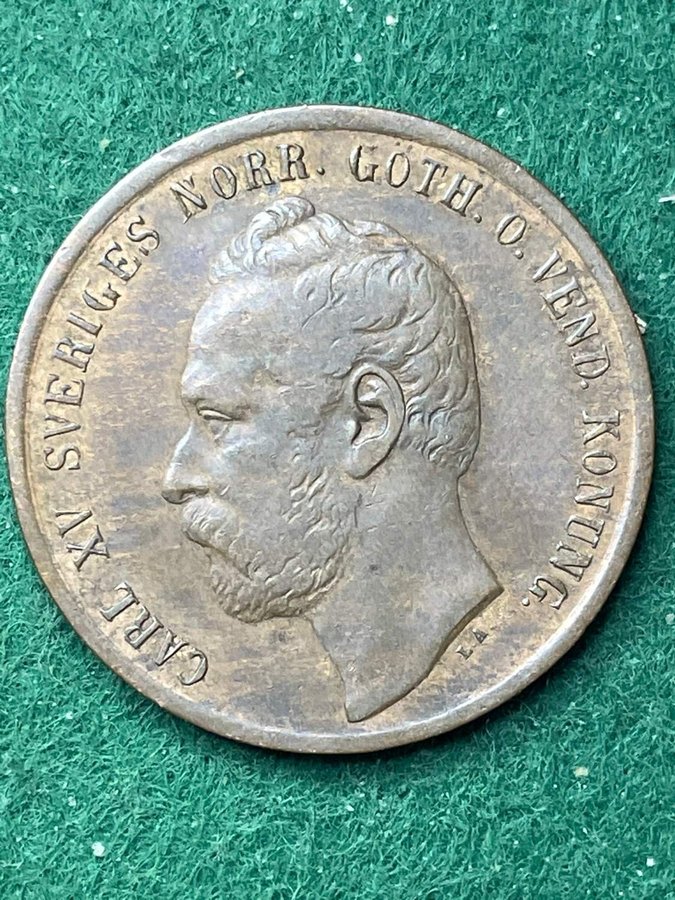 CARL XV SVERIGES NORR. GÖTH. O. VEND. KONUNG.
L A